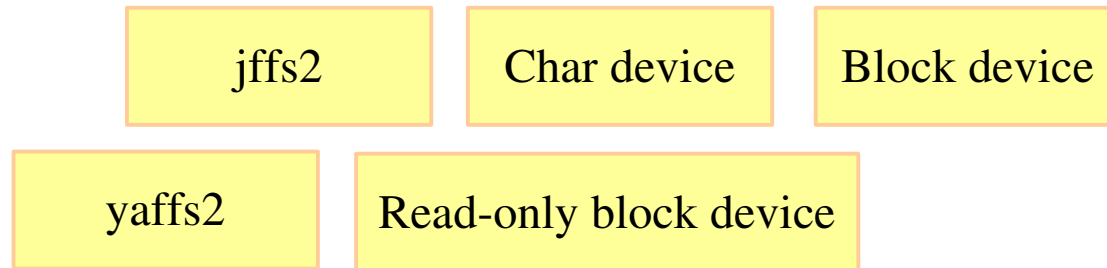 jffs2
Char device
Block device
yaffs2
Read-only block device